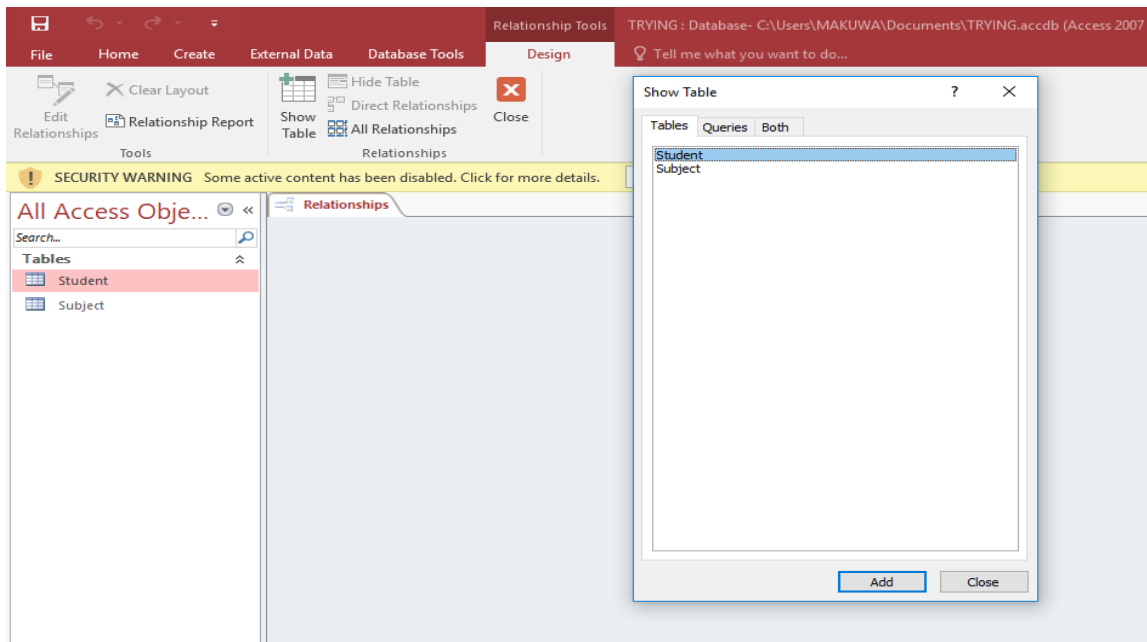 Relationship Tools TRYING : Database- C:\Users\MAKUWA\Documents\TRYING.accdb (Access 2007
File Home Create External Data Database Tools Design Tell me what you want to do...
Edit Relationships
Clear Layout
Relationship Report
Tools
Show Table
Hide Table
Direct Relationships
All Relationships
Relationships
Close
SECURITY WARNING Some active content has been disabled. Click for more details.
All Access Obje...
Search...
Tables
Student
Subject
Relationships
Show Table ?
Tables Queries Both
Student
Subject
Add Close